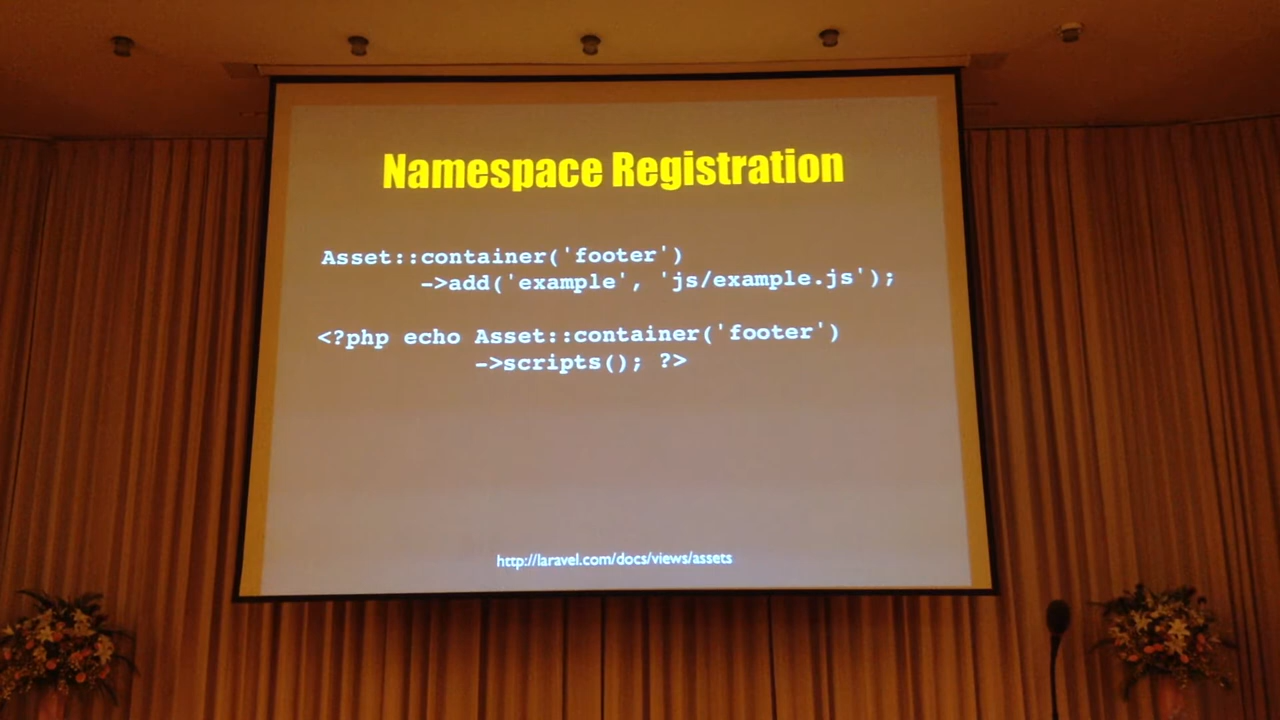 Namespace Registration
Asset::container('footer')
->add('example', 'js/example.js');
<?php echo Asset::container('footer')
->scripts(); ?>
http://laravel.com/docs/views/assets